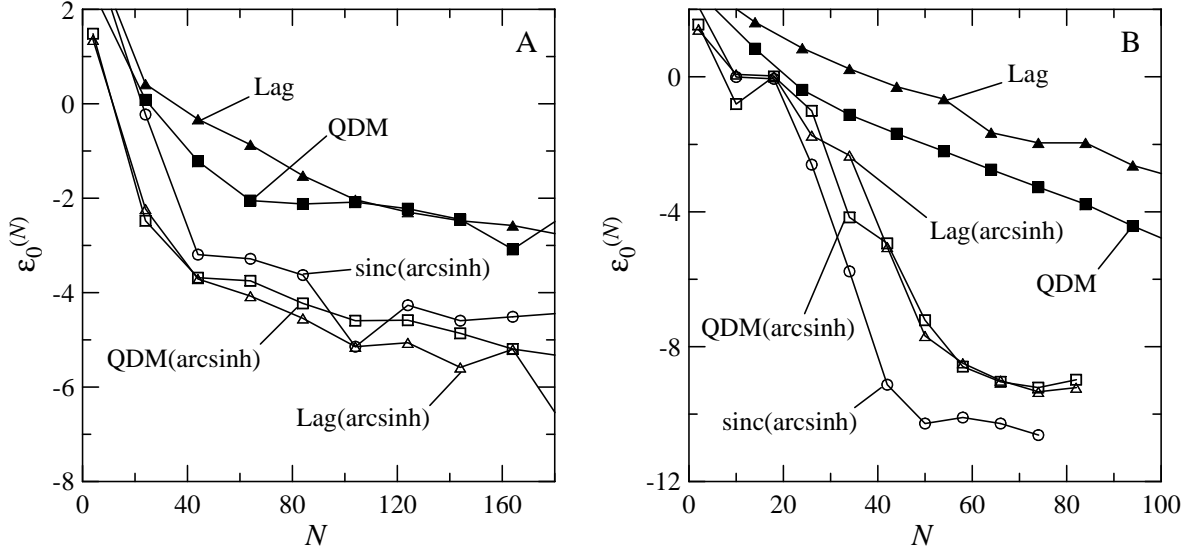 A
ε₀⁽ᴺ⁾
2
0
-2
-4
-6
-8
0
40
80
120
160
N
Lag
QDM
sinc(arcsinh)
QDM(arcsinh)
Lag(arcsinh)
B
ε₀⁽ᴺ⁾
0
-4
-8
-12
0
20
40
60
80
100
N
Lag
Lag(arcsinh)
QDM
QDM(arcsinh)
sinc(arcsinh)